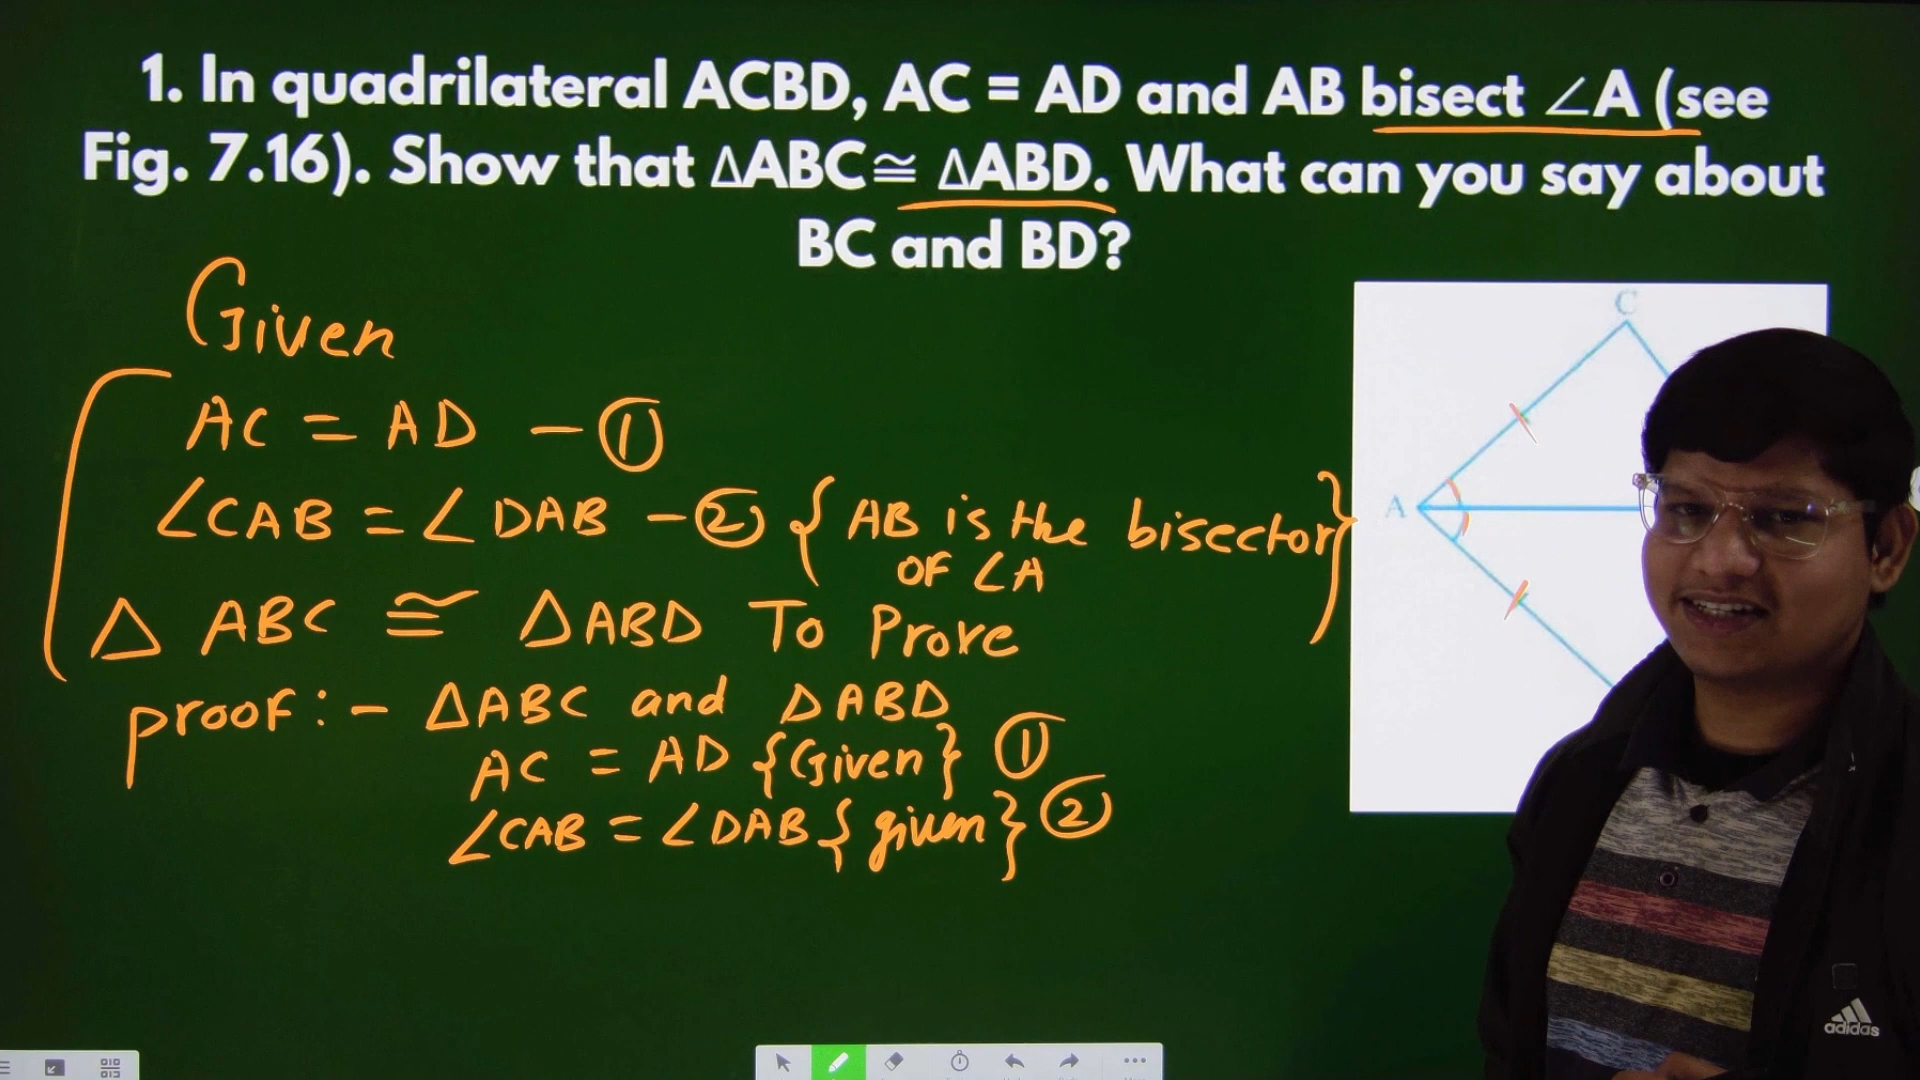 1. In quadrilateral ACBD, AC = AD and AB bisect ∠A (see
Fig. 7.16). Show that ΔABC≅ ΔABD. What can you say about
BC and BD?
Given
AC = AD - ①
∠CAB = ∠DAB - ② { AB is the bisector }
OF ∠A
Δ ABC ≅ ΔABD To Prove
proof :- ΔABC and ΔABD
AC = AD {Given} ①
∠CAB = ∠DAB { given } ②
C
A
adidas